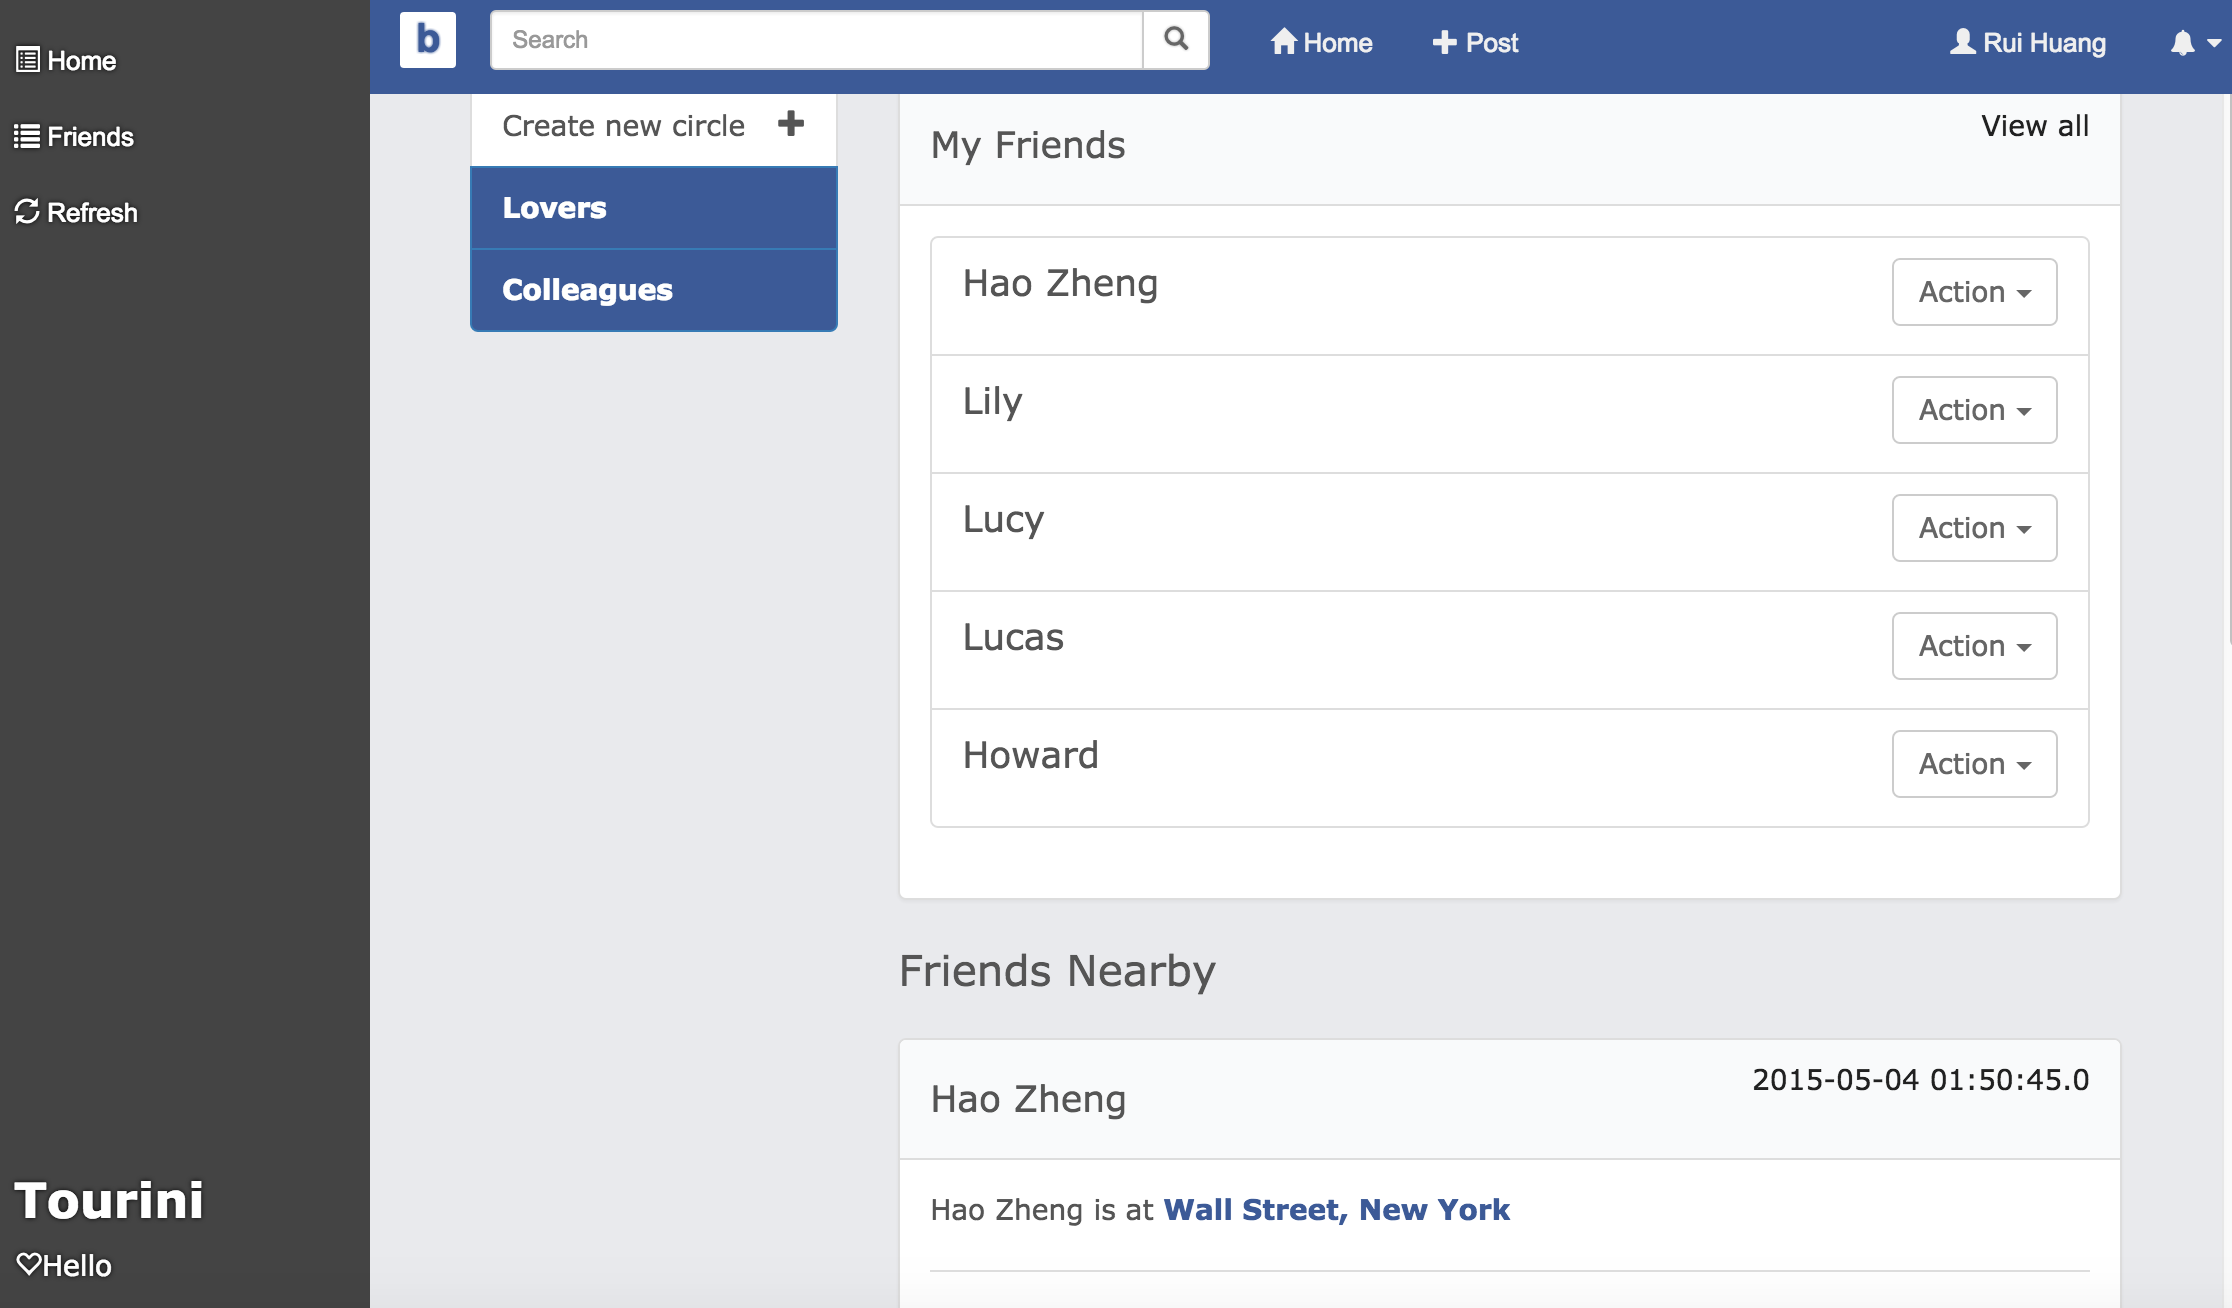 Home
Friends
Refresh
Tourini
Hello
b
Search
Home
Post
Rui Huang
Create new circle
Lovers
Colleagues
My Friends
View all
Hao Zheng
Action
Lily
Action
Lucy
Action
Lucas
Action
Howard
Action
Friends Nearby
Hao Zheng
2015-05-04 01:50:45.0
Hao Zheng is at Wall Street, New York